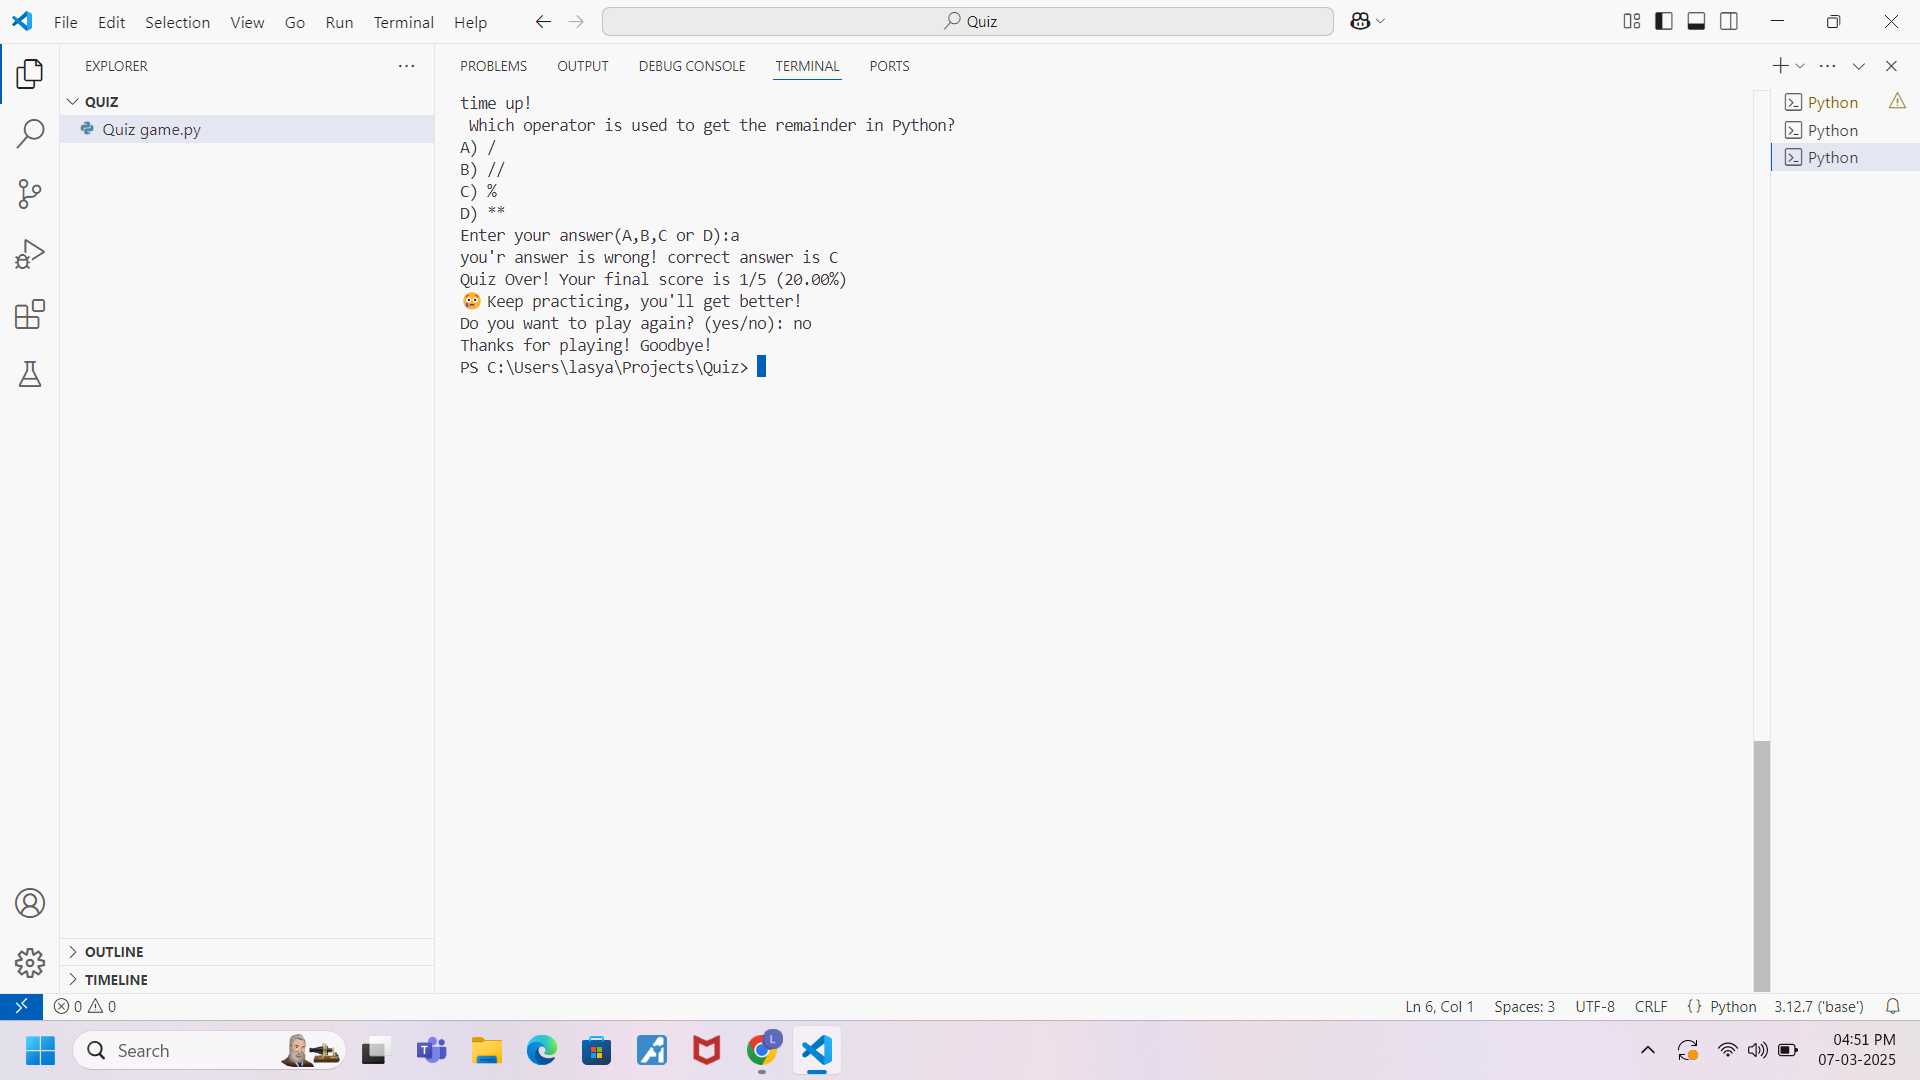 File Edit Selection View Go Run Terminal Help
Quiz
EXPLORER
QUIZ
Quiz game.py
OUTLINE
TIMELINE
PROBLEMS OUTPUT DEBUG CONSOLE TERMINAL PORTS
time up!
Which operator is used to get the remainder in Python?
A) /
B) //
C) %
D) **
Enter your answer(A,B,C or D):a
you'r answer is wrong! correct answer is C
Quiz Over! Your final score is 1/5 (20.00%)
Keep practicing, you'll get better!
Do you want to play again? (yes/no): no
Thanks for playing! Goodbye!
PS C:\Users\lasya\Projects\Quiz>
Python
Python
Python
0 0
Ln 6, Col 1 Spaces: 3 UTF-8 CRLF {} Python 3.12.7 ('base')
Search
L
04:51 PM
07-03-2025